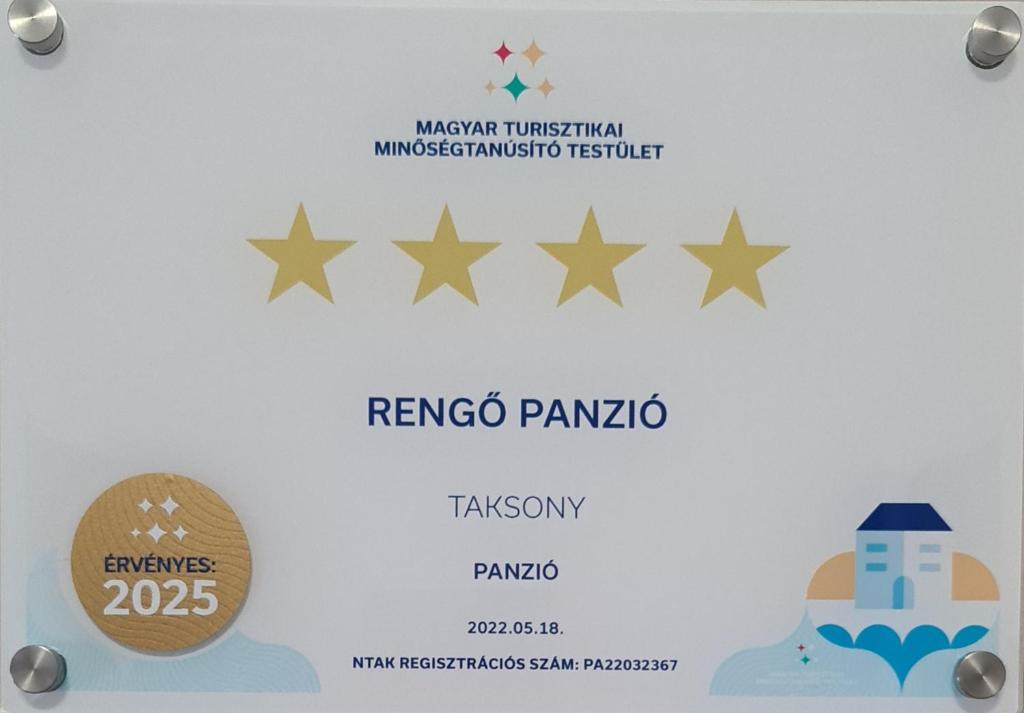 MAGYAR TURISZTIKAI
MINŐSÉGTANÚSÍTÓ TESTÜLET
RENGŐ PANZIÓ
TAKSONY
PANZIÓ
2022.05.18.
NTAK REGISZTRÁCIÓS SZÁM: PA22032367
ÉRVÉNYES:
2025